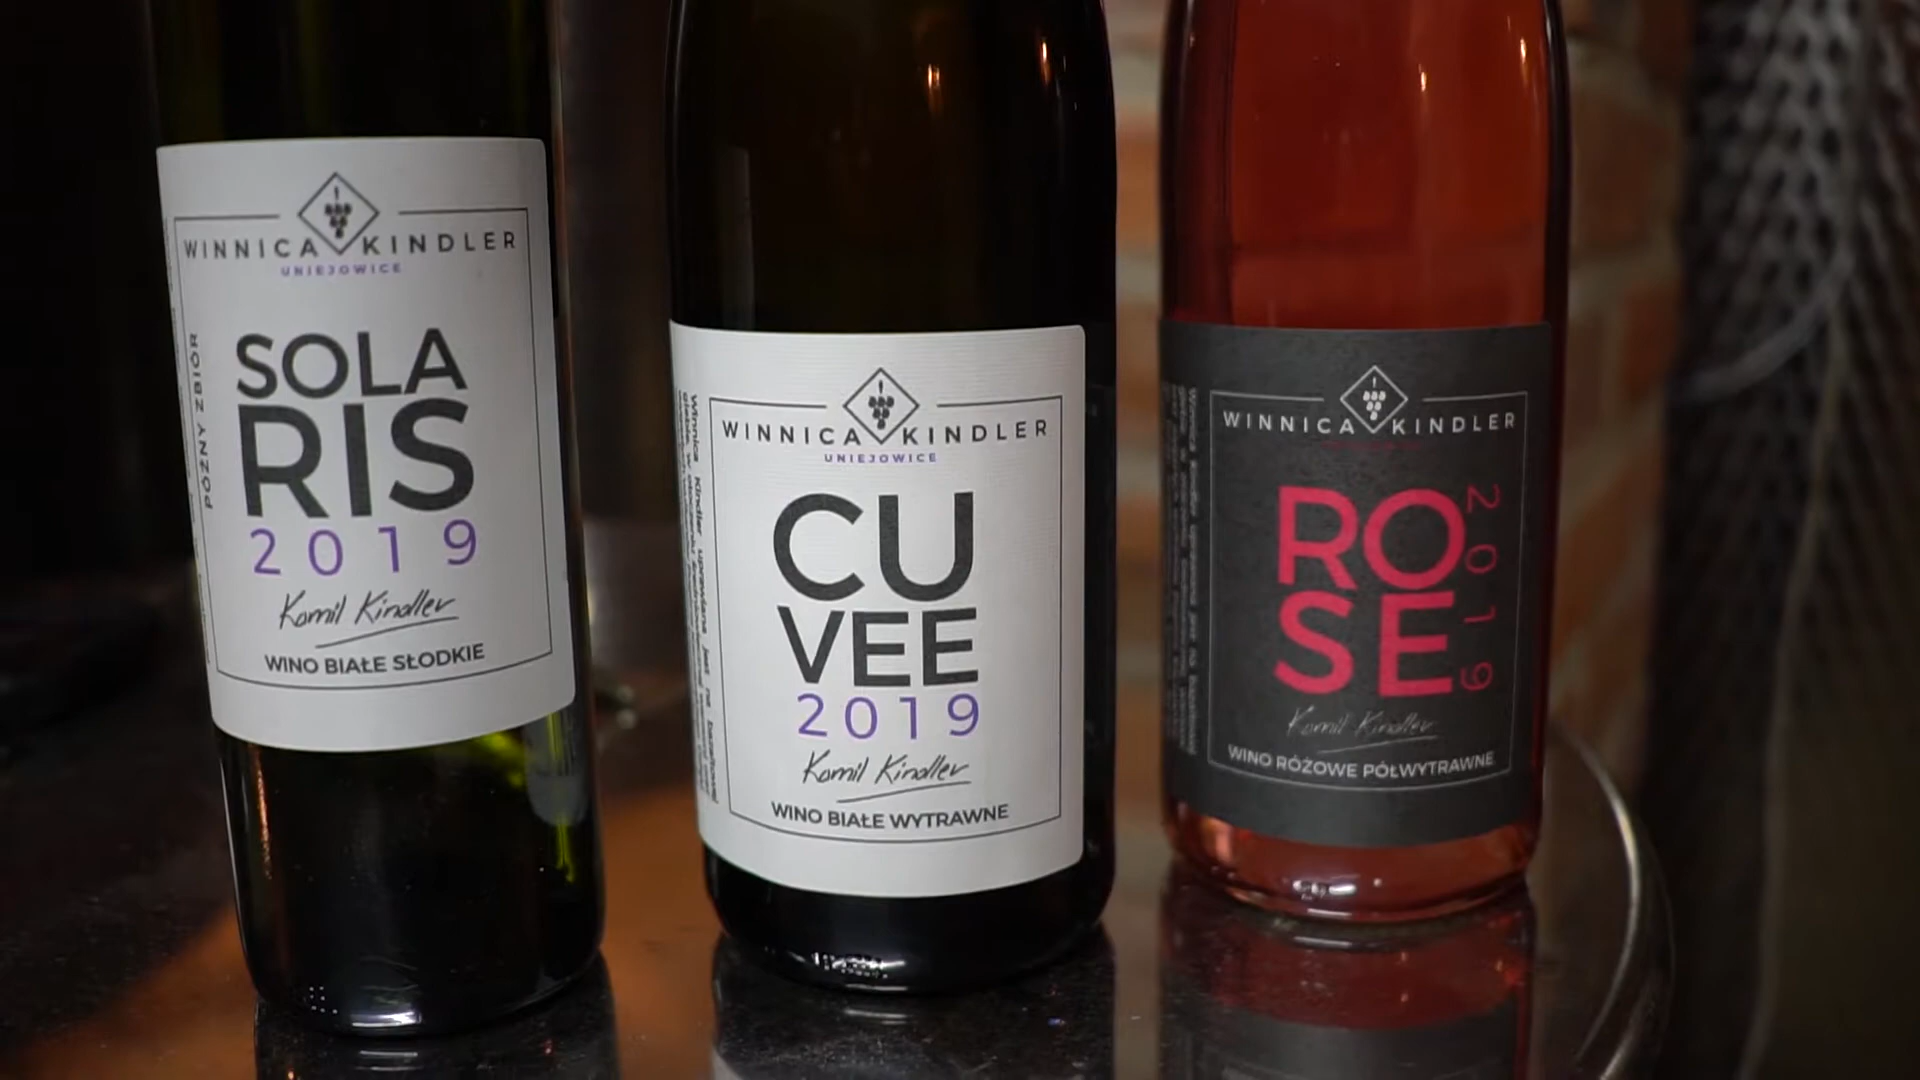 WINNICA KINDLER
UNIEJOWICE
PÓŹNY ZBIÓR
SOLA
RIS
2019
Kamil Kindler
WINO BIAŁE SŁODKIE
WINNICA KINDLER
UNIEJOWICE
CU
VEE
2019
Kamil Kindler
WINO BIAŁE WYTRAWNE
WINNICA KINDLER
RO
SE
2019
Kamil Kindler
WINO RÓŻOWE PÓŁWYTRAWNE